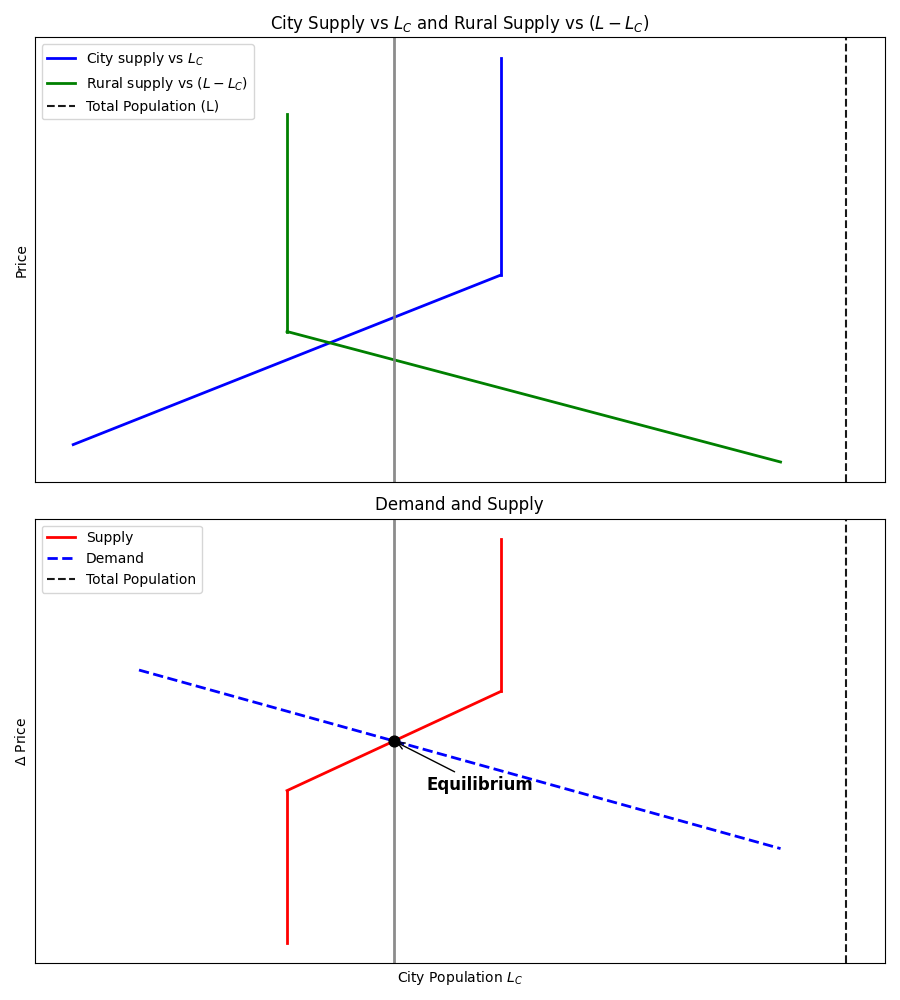 City Supply vs $L_C$ and Rural Supply vs $(L - L_C)$
City supply vs $L_C$
Rural supply vs $(L - L_C)$
Total Population (L)
Price
Demand and Supply
Supply
Demand
Total Population
Δ Price
Equilibrium
City Population $L_C$